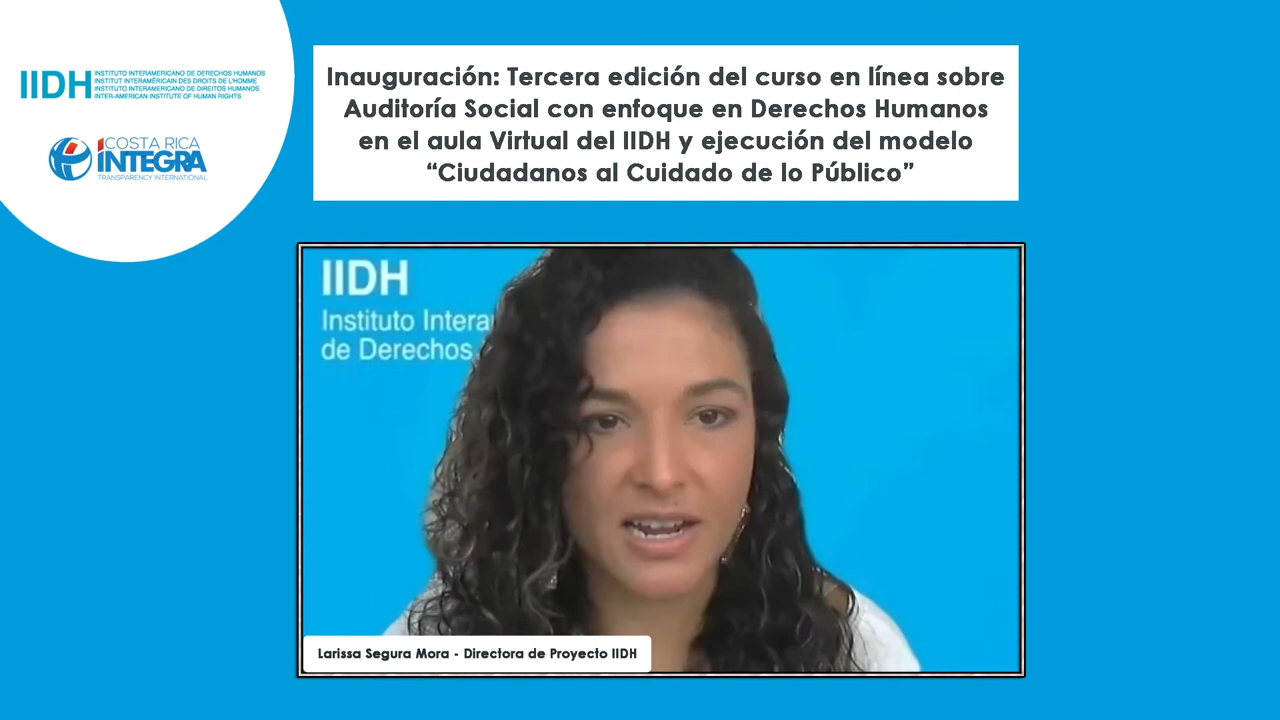 IIDH
INSTITUTO INTERAMERICANO DE DERECHOS HUMANOS
INSTITUT INTERAMÉRICAIN DES DROITS DE L'HOMME
INSTITUTO INTERAMERICANO DE DIREITOS HUMANOS
INTER-AMERICAN INSTITUTE OF HUMAN RIGHTS
COSTA RICA
ÍNTEGRA
TRANSPARENCY INTERNATIONAL
Inauguración: Tercera edición del curso en línea sobre
Auditoría Social con enfoque en Derechos Humanos
en el aula Virtual del IIDH y ejecución del modelo
“Ciudadanos al Cuidado de lo Público”
IIDH
Instituto Intera
de Derechos
Larissa Segura Mora - Directora de Proyecto IIDH